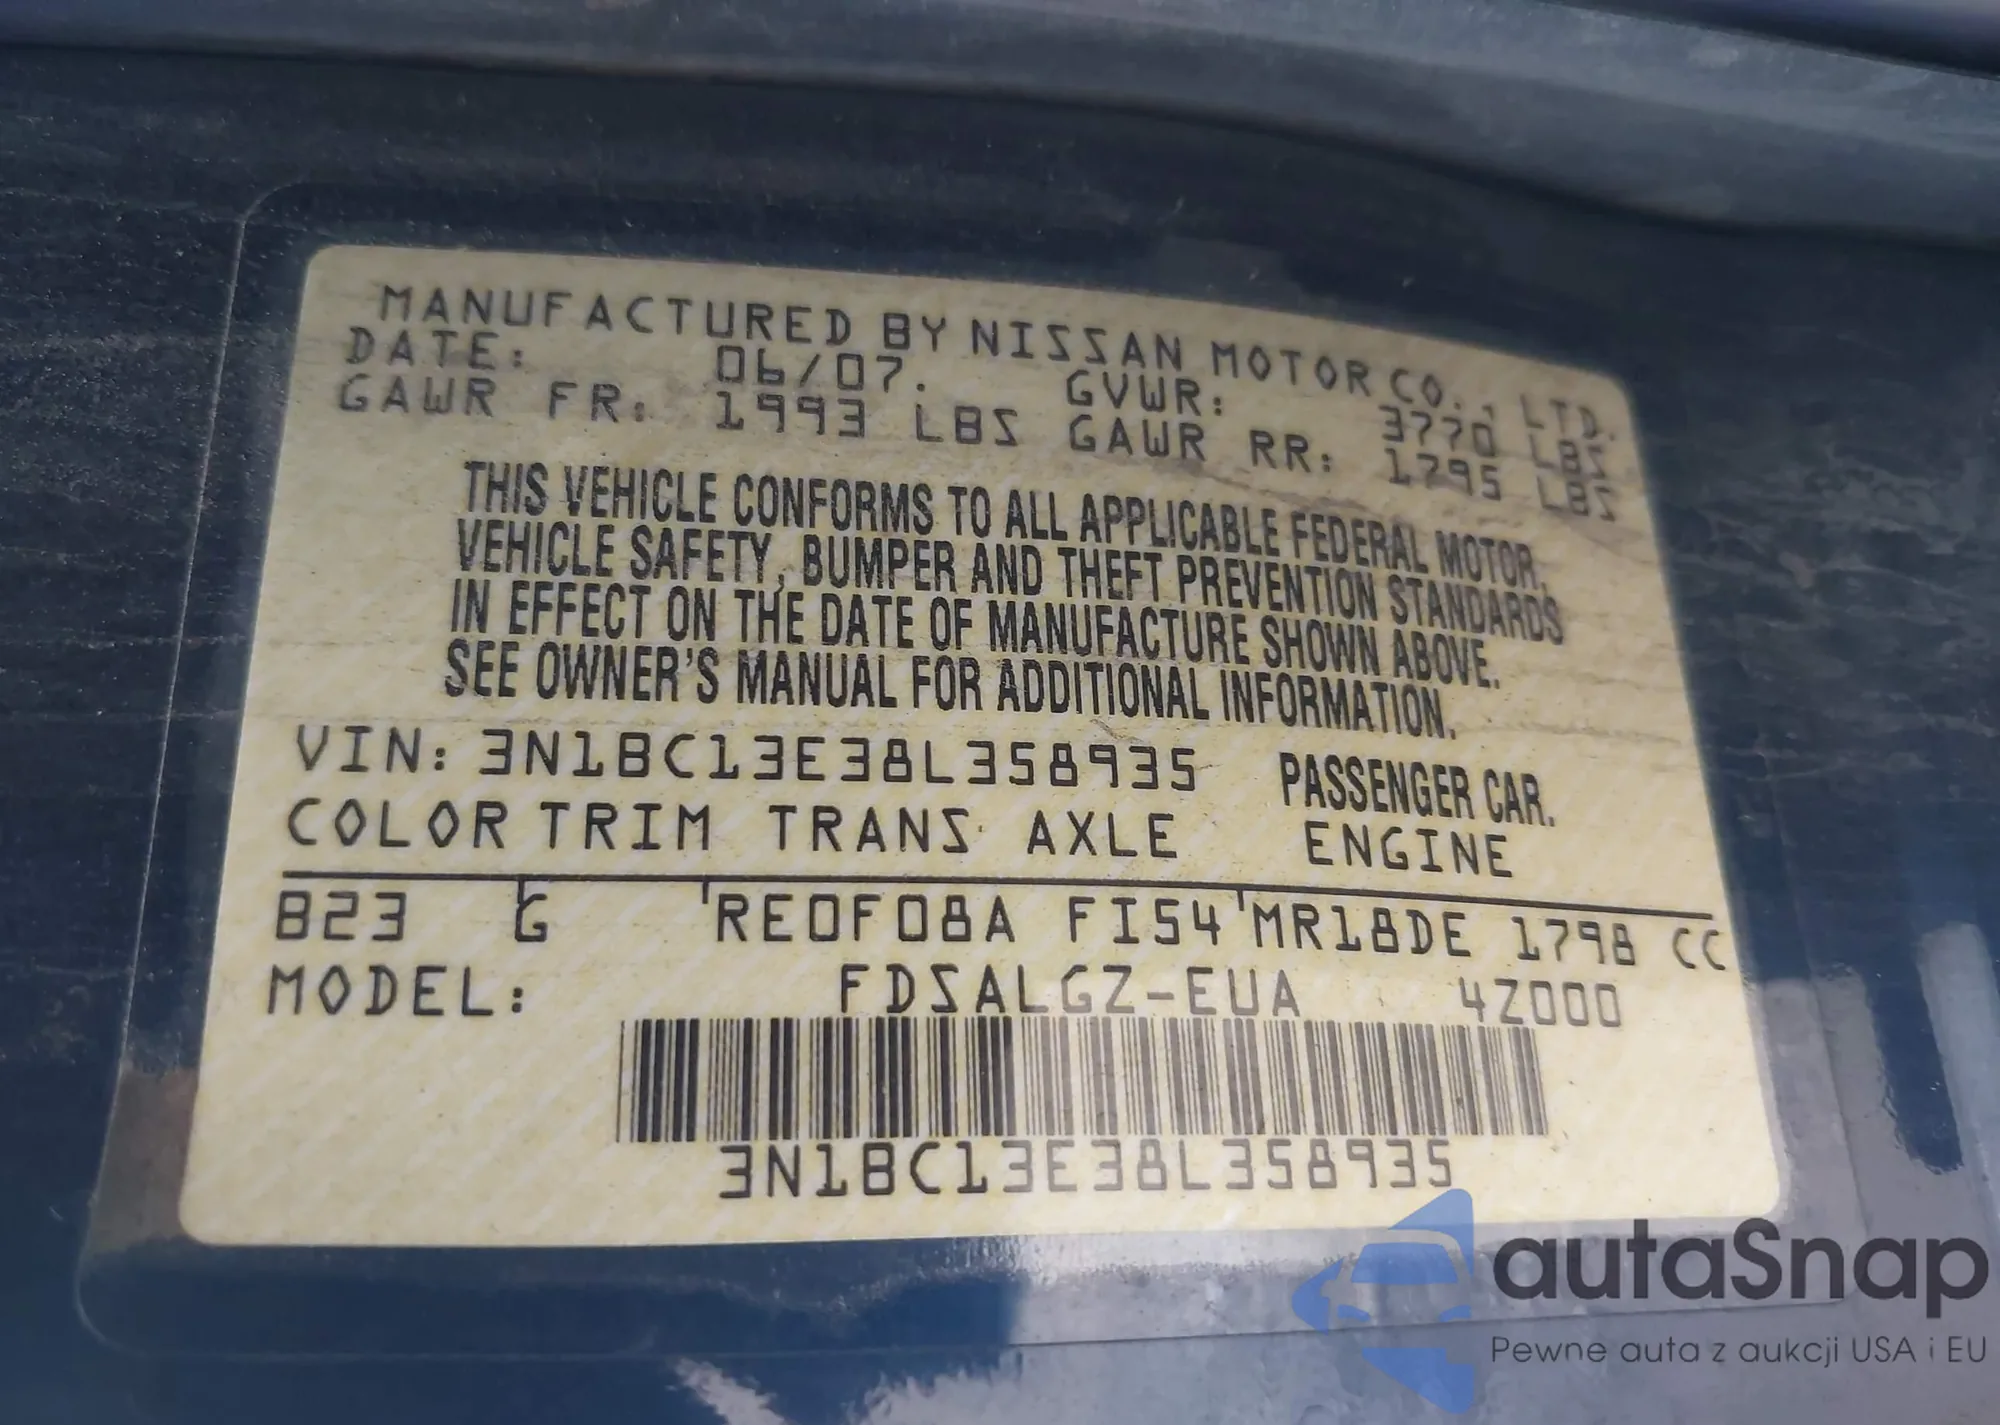 MANUFACTURED BY NISSAN MOTOR CO., LTD.
DATE: 06/07. GVWR: 3770 LBS
GAWR FR: 1993 LBS GAWR RR: 1795 LBS
THIS VEHICLE CONFORMS TO ALL APPLICABLE FEDERAL MOTOR
VEHICLE SAFETY, BUMPER AND THEFT PREVENTION STANDARDS
IN EFFECT ON THE DATE OF MANUFACTURE SHOWN ABOVE.
SEE OWNER'S MANUAL FOR ADDITIONAL INFORMATION.
VIN: 3N1BC13E38L358935 PASSENGER CAR.
COLOR TRIM TRANS AXLE ENGINE
B23 G RE0F08A FI54 MR18DE 1798 CC
MODEL: FDSALGZ-EUA 4Z000
3N1BC13E38L358935
autaSnap
Pewne auta z aukcji USA i EU